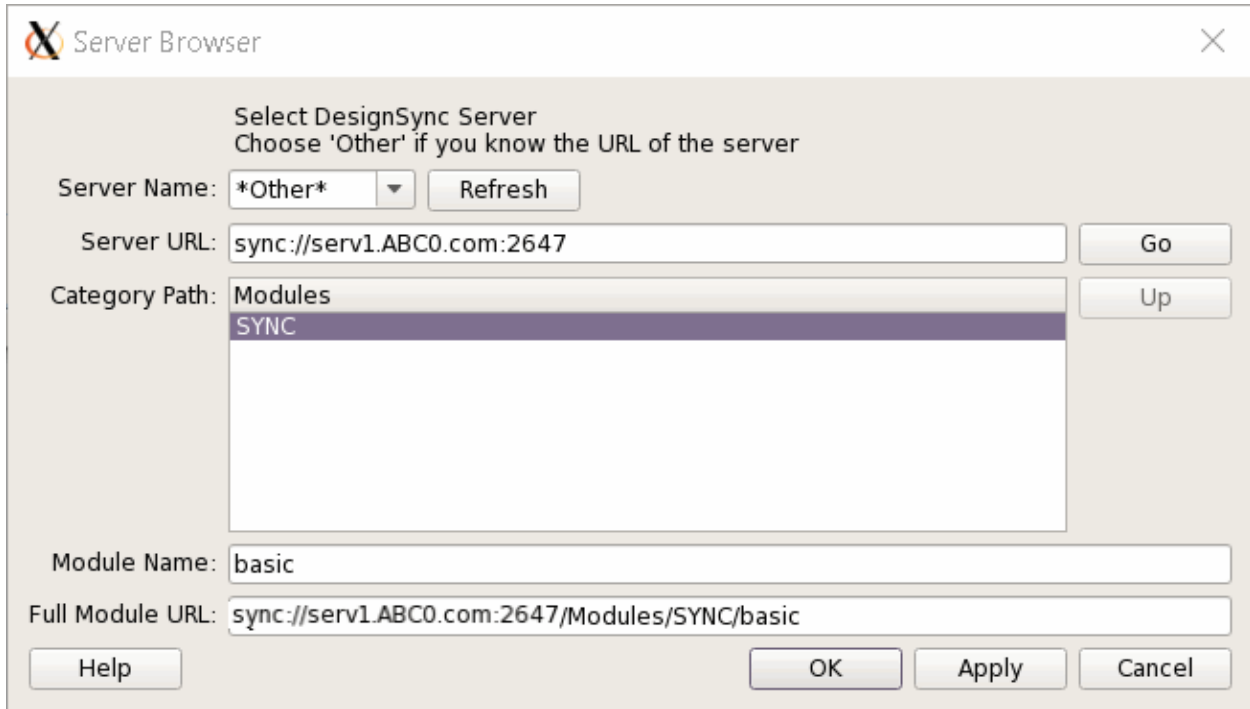 Server Browser
Select DesignSync Server
Choose 'Other' if you know the URL of the server
Server Name: *Other* Refresh
Server URL: sync://serv1.ABC0.com:2647 Go
Category Path: Modules Up
SYNC
Module Name: basic
Full Module URL: sync://serv1.ABC0.com:2647/Modules/SYNC/basic
Help OK Apply Cancel